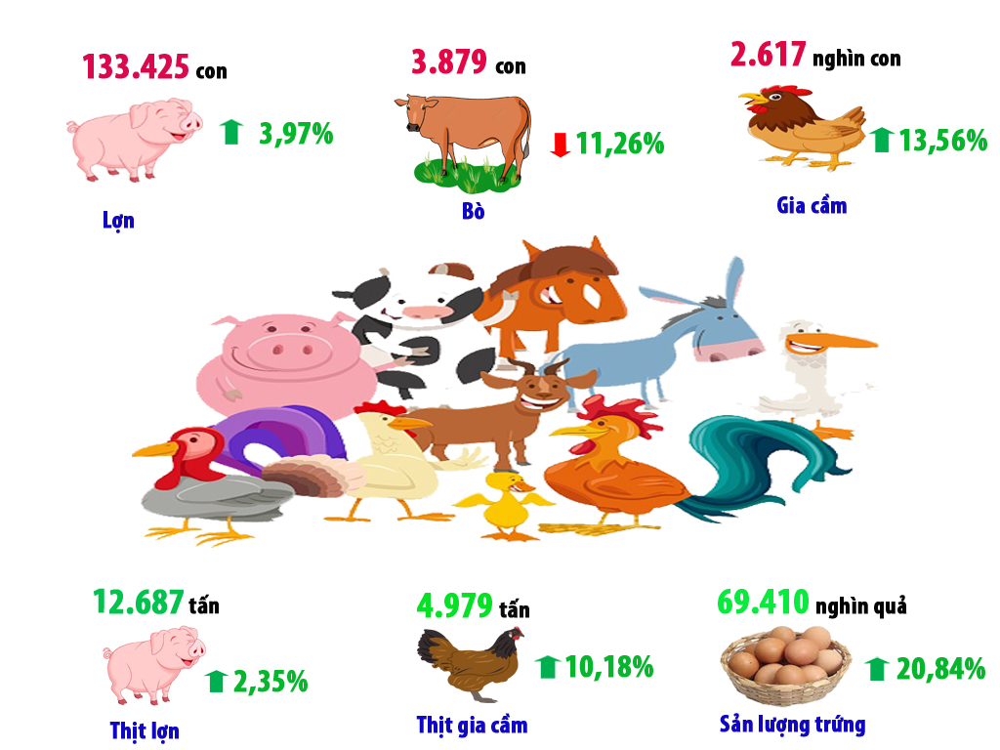 133.425 con
3,97%
Lợn
3.879 con
11,26%
Bò
2.617 nghìn con
13,56%
Gia cầm
12.687 tấn
2,35%
Thịt lợn
4.979 tấn
10,18%
Thịt gia cầm
69.410 nghìn quả
20,84%
Sản lượng trứng